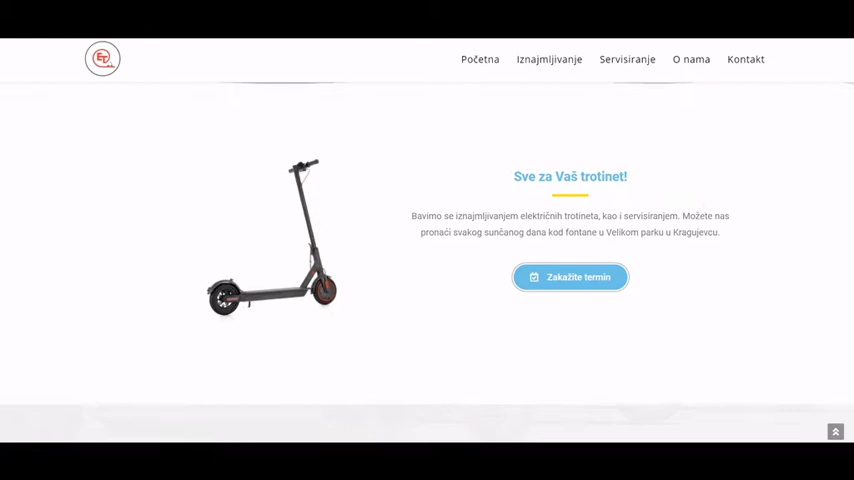 ET
Početna Iznajmljivanje Servisiranje O nama Kontakt
Sve za Vaš trotinet!
Bavimo se iznajmljivanjem električnih trotineta, kao i servisiranjem. Možete nas
pronaći svakog sunčanog dana kod fontane u Velikom parku u Kragujevcu.
Zakažite termin